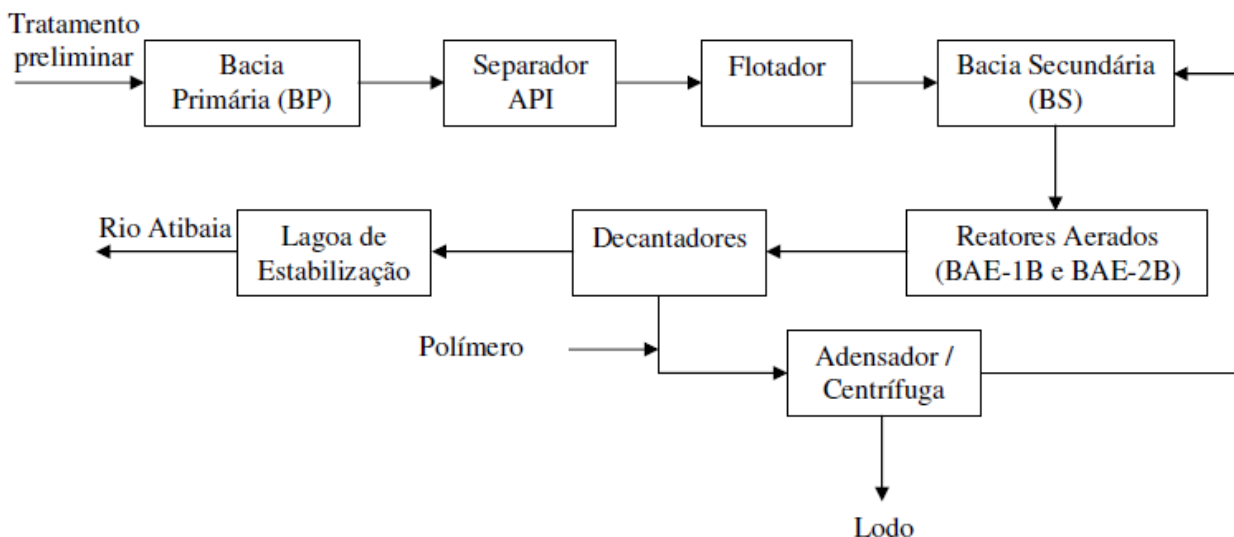 Tratamento
preliminar
Bacia
Primária (BP)
Separador
API
Flotador
Bacia Secundária
(BS)
Rio Atibaia
Lagoa de
Estabilização
Decantadores
Reatores Aerados
(BAE-1B e BAE-2B)
Polímero
Adensador /
Centrífuga
Lodo